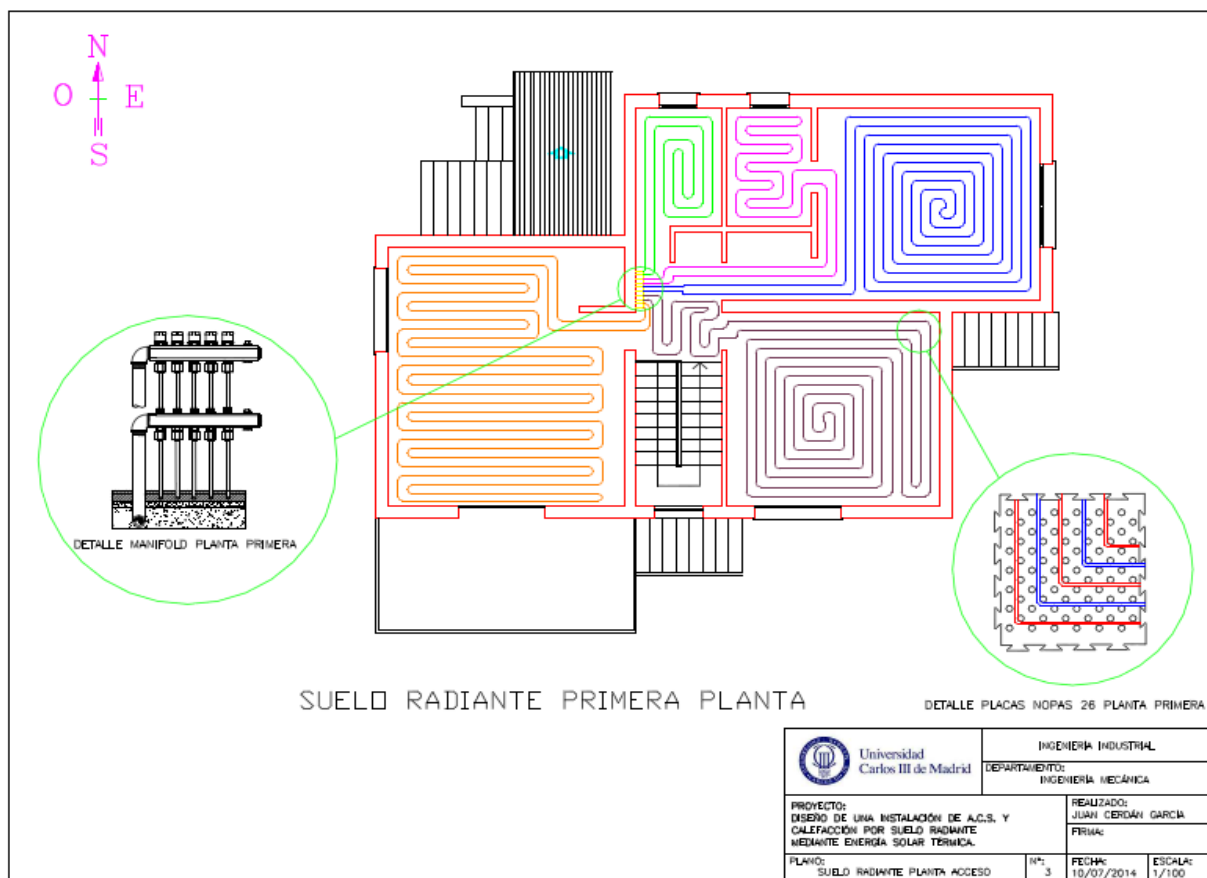 N
O E
S
DETALLE MANIFOLD PLANTA PRIMERA
SUELO RADIANTE PRIMERA PLANTA
DETALLE PLACAS NOPAS 26 PLANTA PRIMERA
Universidad
Carlos III de Madrid
INGENIERÍA INDUSTRIAL
DEPARTAMENTO:
INGENIERÍA MECÁNICA
PROYECTO:
DISEÑO DE UNA INSTALACIÓN DE A.C.S. Y
CALEFACCIÓN POR SUELO RADIANTE
MEDIANTE ENERGÍA SOLAR TÉRMICA.
REALIZADO:
JUAN CERDÁN GARCÍA
FIRMA:
PLANO:
SUELO RADIANTE PLANTA ACCESO
Nº:
3
FECHA:
10/07/2014
ESCALA:
1/100